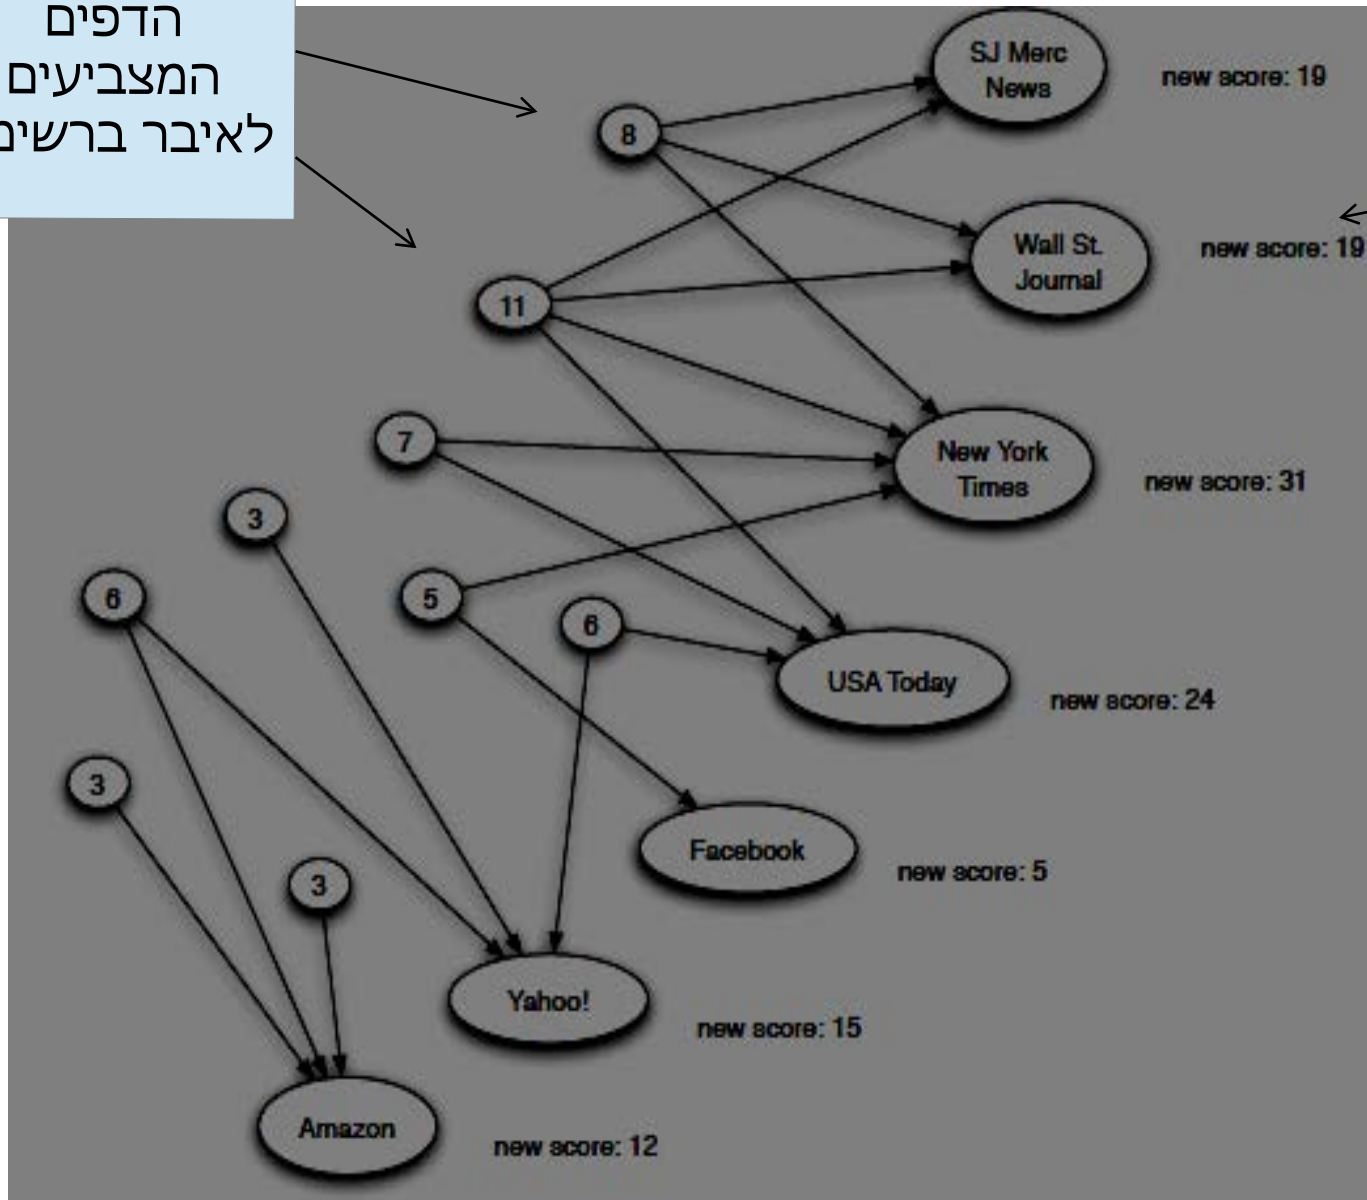 הדפים
המצביעים
לאיבר
SJ Merc
News
new score: 19
8
Wall St.
Journal
new score: 19
11
7
New York
Times
new score: 31
3
6
5
6
USA Today
new score: 24
3
Facebook
new score: 5
3
Yahoo!
new score: 15
Amazon
new score: 12